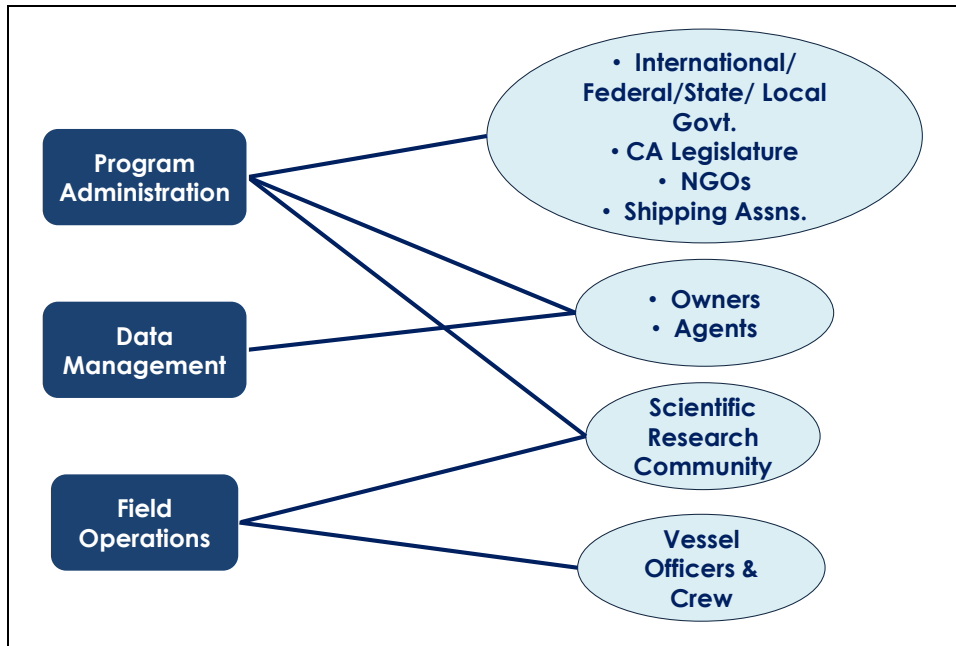 Program
Administration
• International/
Federal/State/ Local
Govt.
• CA Legislature
• NGOs
• Shipping Assns.
Data
Management
• Owners
• Agents
Field
Operations
Scientific
Research
Community
Vessel
Officers &
Crew